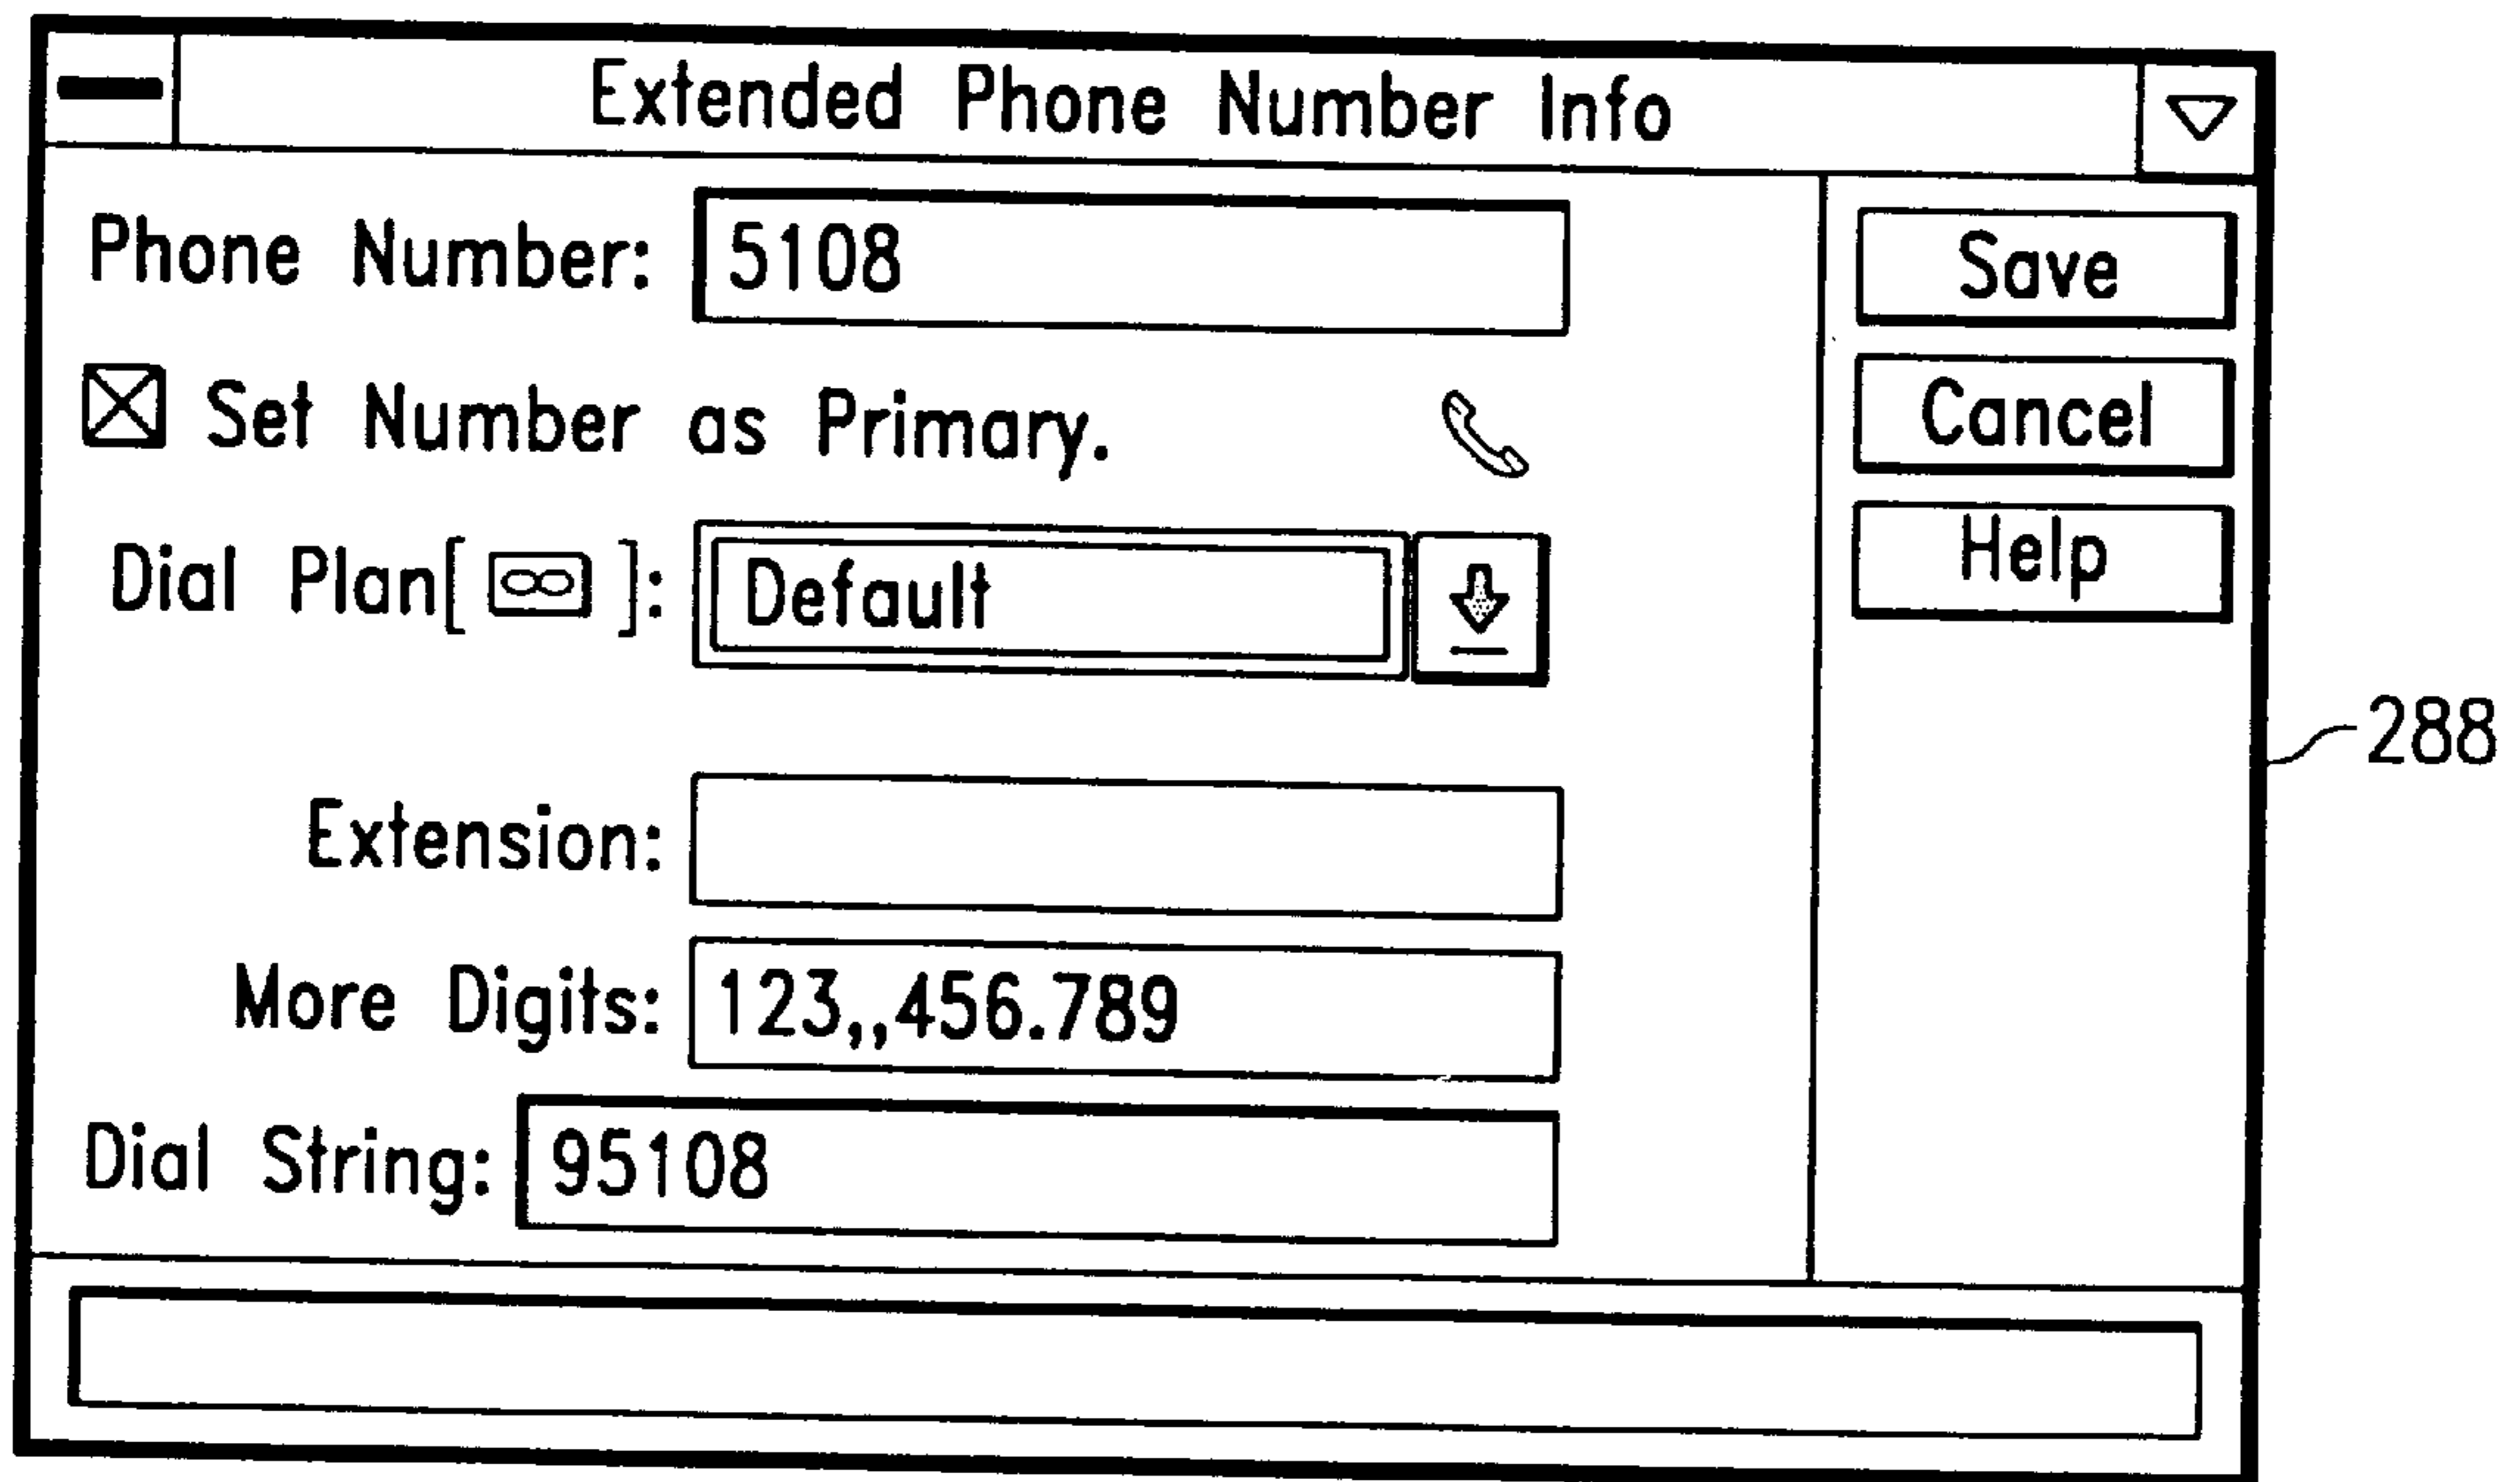 Extended Phone Number Info
Phone Number: 5108
Save
Set Number as Primary.
Cancel
Dial Plan[ ]: Default
Help
288
Extension:
More Digits: 123,,456.789
Dial String: 95108